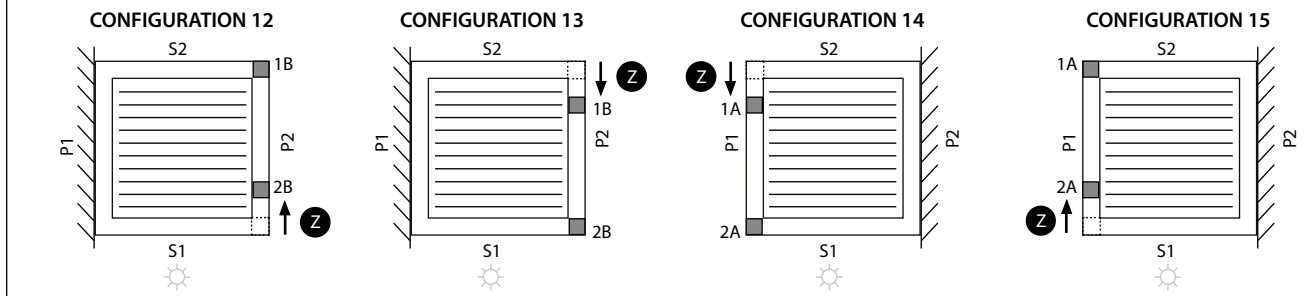 CONFIGURATION 12
S2
1B
P1
P2
2B
Z
S1
CONFIGURATION 13
S2
Z
1B
P1
P2
2B
S1
CONFIGURATION 14
S2
Z
1A
P1
P2
2A
S1
CONFIGURATION 15
S2
1A
P1
P2
2A
Z
S1